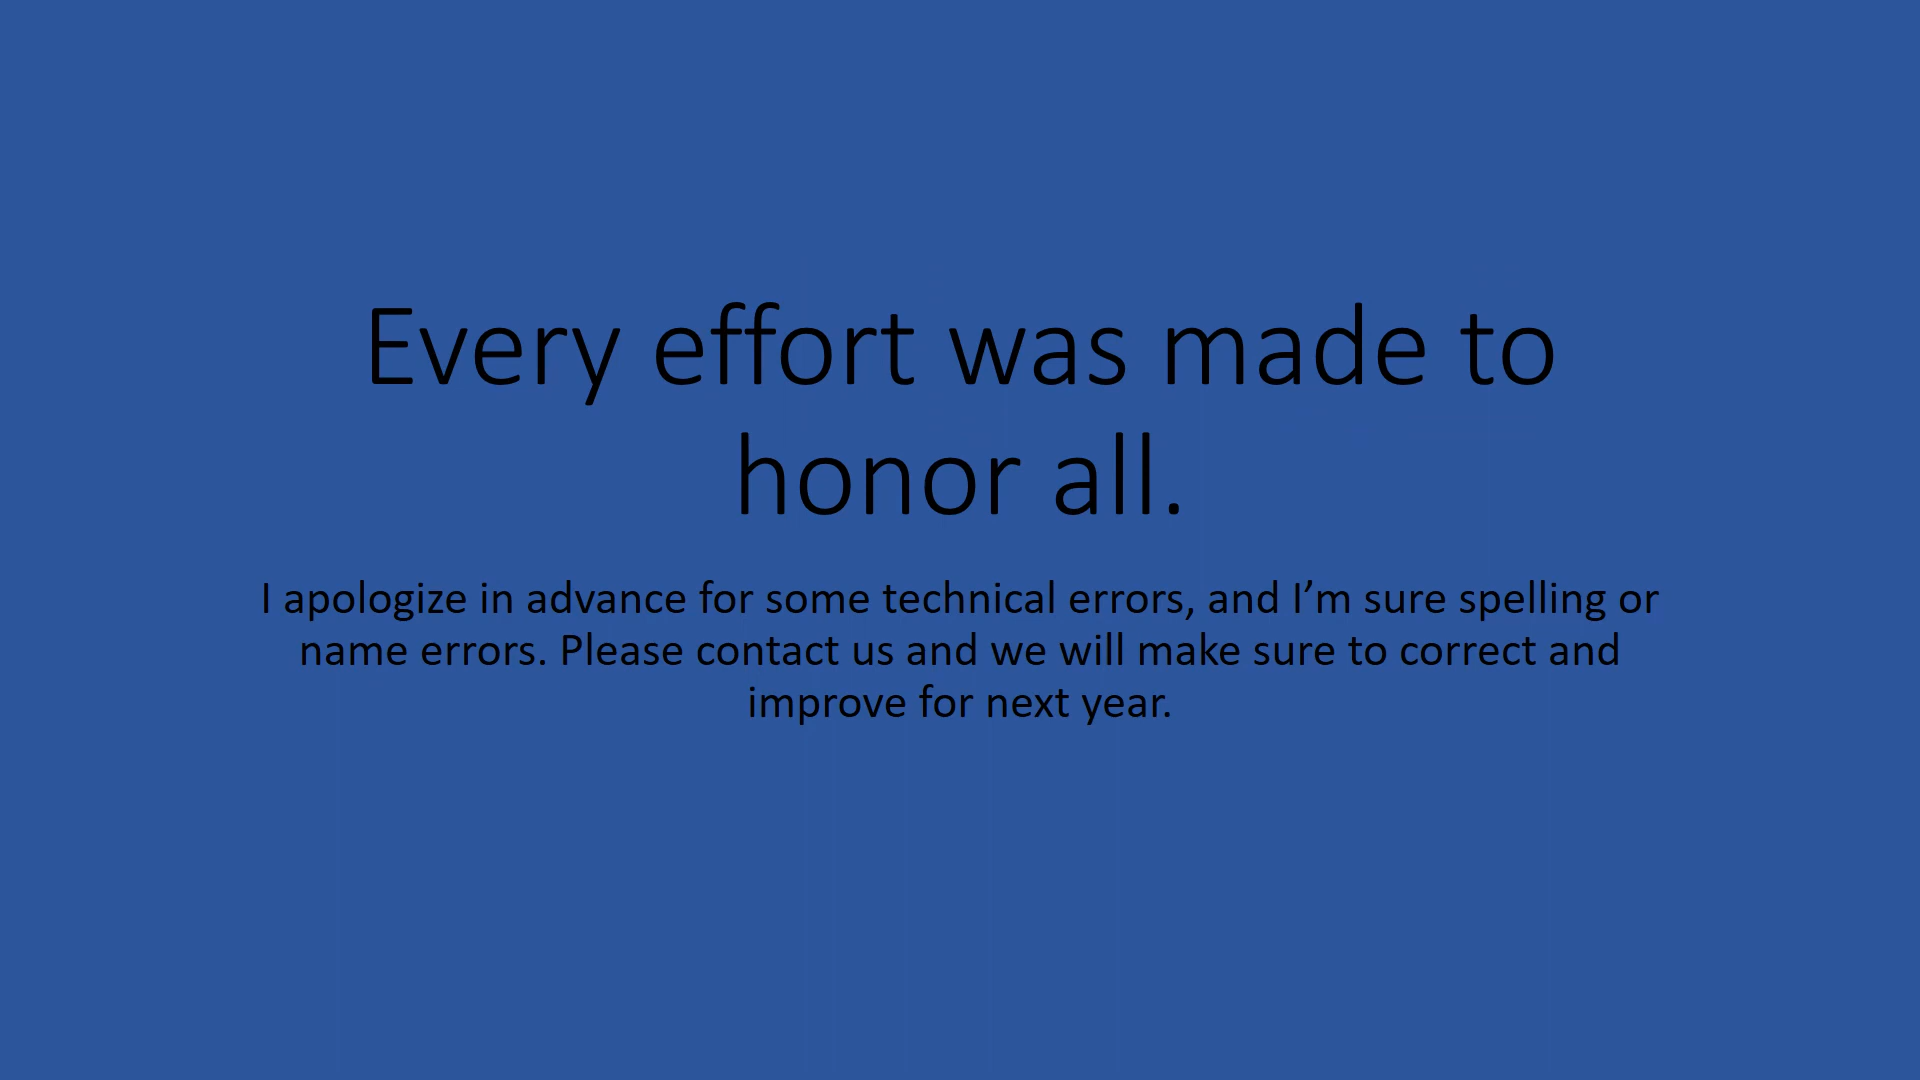 Every effort was made to
honor all.
I apologize in advance for some technical errors, and I’m sure spelling or
name errors. Please contact us and we will make sure to correct and
improve for next year.